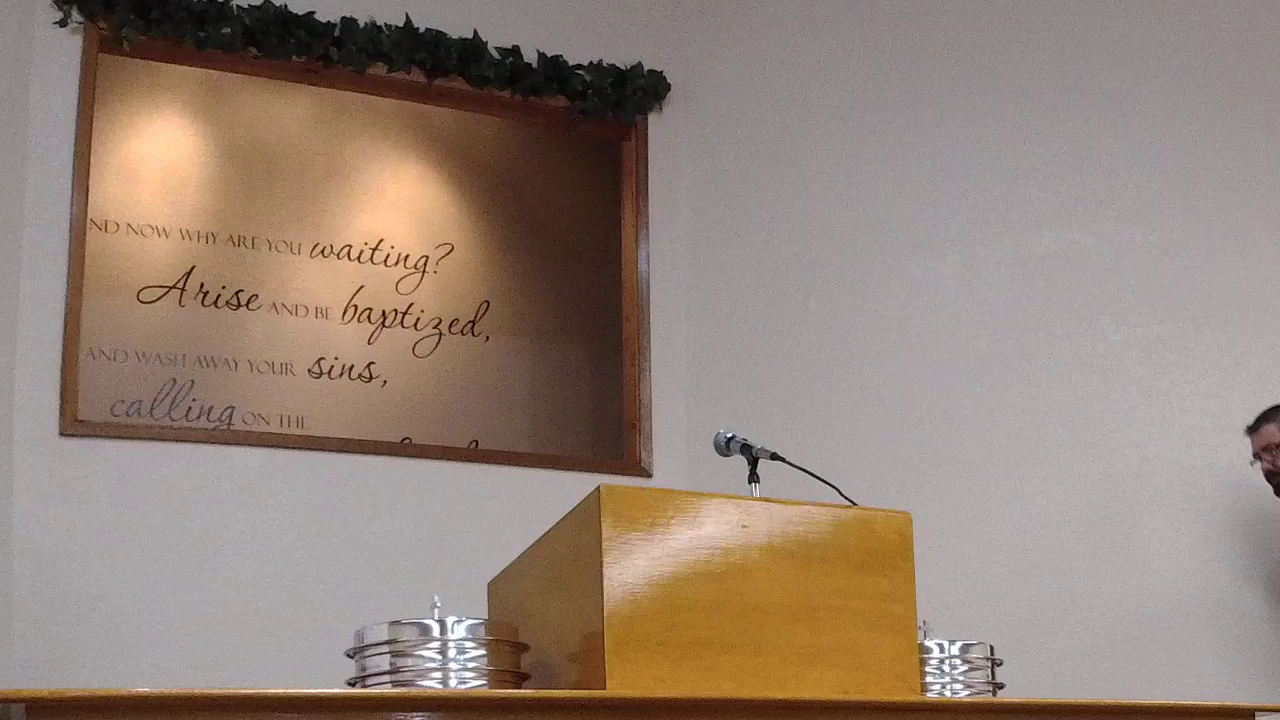 ND NOW WHY ARE YOU waiting?
Arise AND BE baptized,
AND WASH AWAY YOUR sins,
calling ON THE